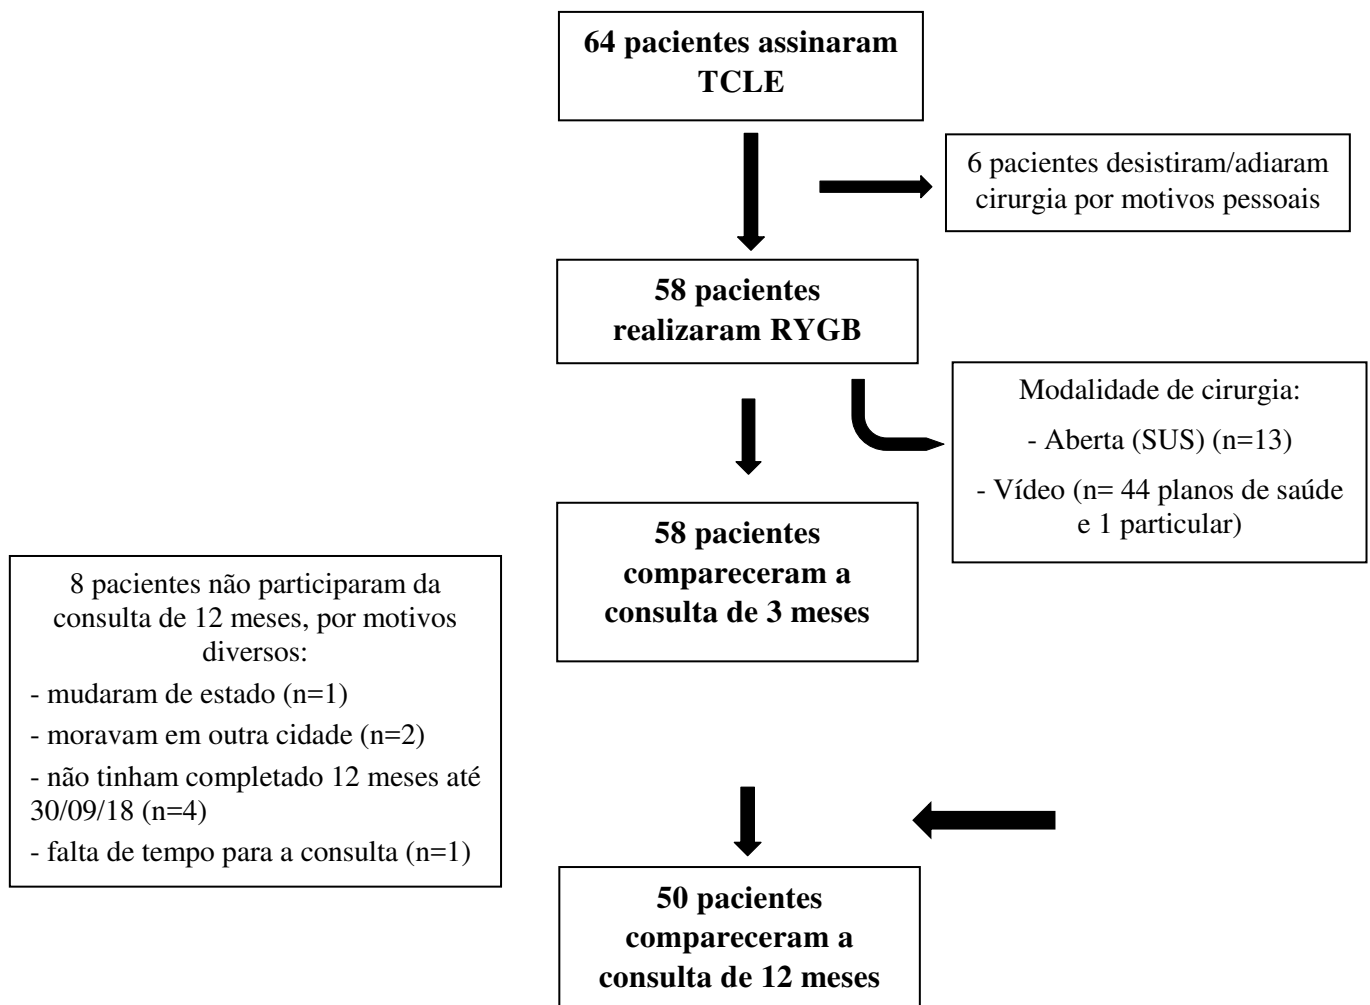 64 pacientes assinaram
TCLE
6 pacientes desistiram/adiaram
cirurgia por motivos pessoais
58 pacientes
realizaram RYGB
Modalidade de cirurgia:
- Aberta (SUS) (n=13)
- Vídeo (n= 44 planos de saúde
e 1 particular)
58 pacientes
compareceram a
consulta de 3 meses
8 pacientes não participaram da
consulta de 12 meses, por motivos
diversos:
- mudaram de estado (n=1)
- moravam em outra cidade (n=2)
- não tinham completado 12 meses até
30/09/18 (n=4)
- falta de tempo para a consulta (n=1)
50 pacientes
compareceram a
consulta de 12 meses